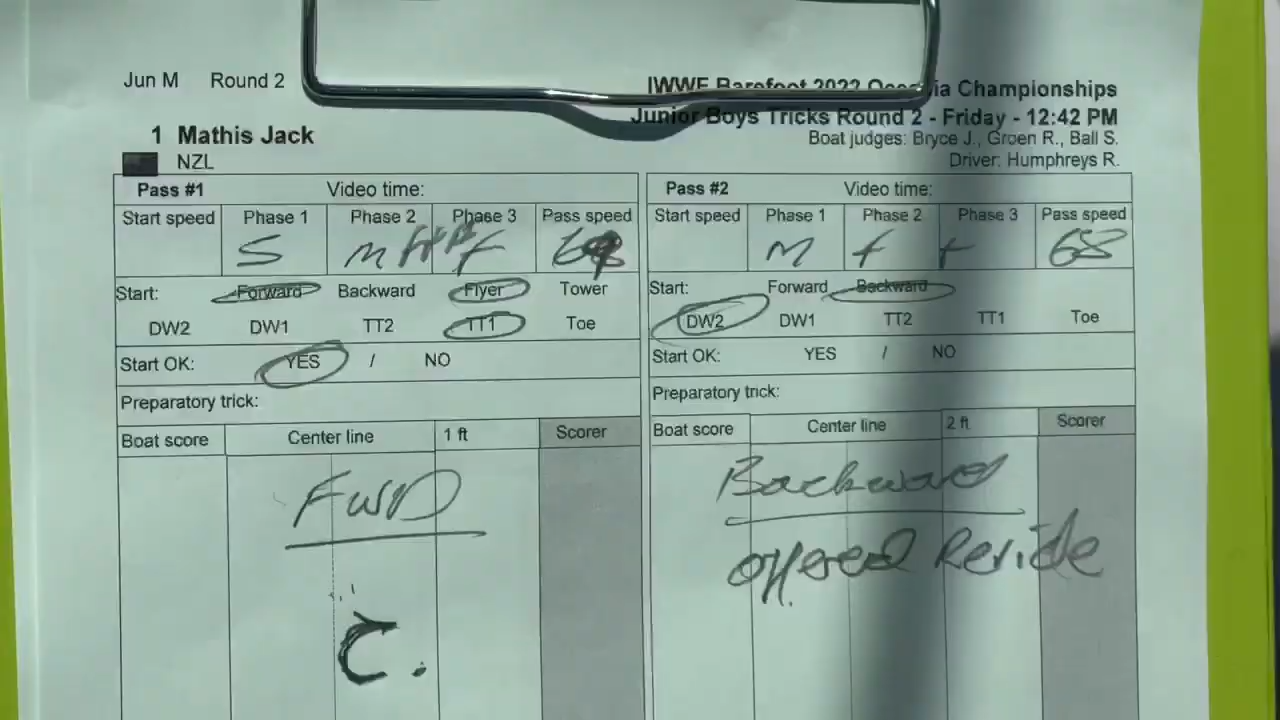 Jun M Round 2
IWWF Barefoot 2022 Oceania Championships
Junior Boys Tricks Round 2 - Friday - 12:42 PM
1 Mathis Jack
Boat judges: Bryce J., Groen R., Ball S.
NZL
Driver: Humphreys R.
Pass #1 Video time:
Start speed Phase 1 Phase 2 Phase 3 Pass speed
S M F
Start: Forward Backward Flyer Tower
DW2 DW1 TT2 TT1 Toe
Start OK: YES / NO
Preparatory trick:
Boat score Center line 1 ft Scorer
FWD
C.
Pass #2 Video time:
Start speed Phase 1 Phase 2 Phase 3 Pass speed
M F F 68
Start: Forward Backward
DW2 DW1 TT2 TT1 Toe
Start OK: YES / NO
Preparatory trick:
Boat score Center line 2 ft Scorer
Backward
offered Reride